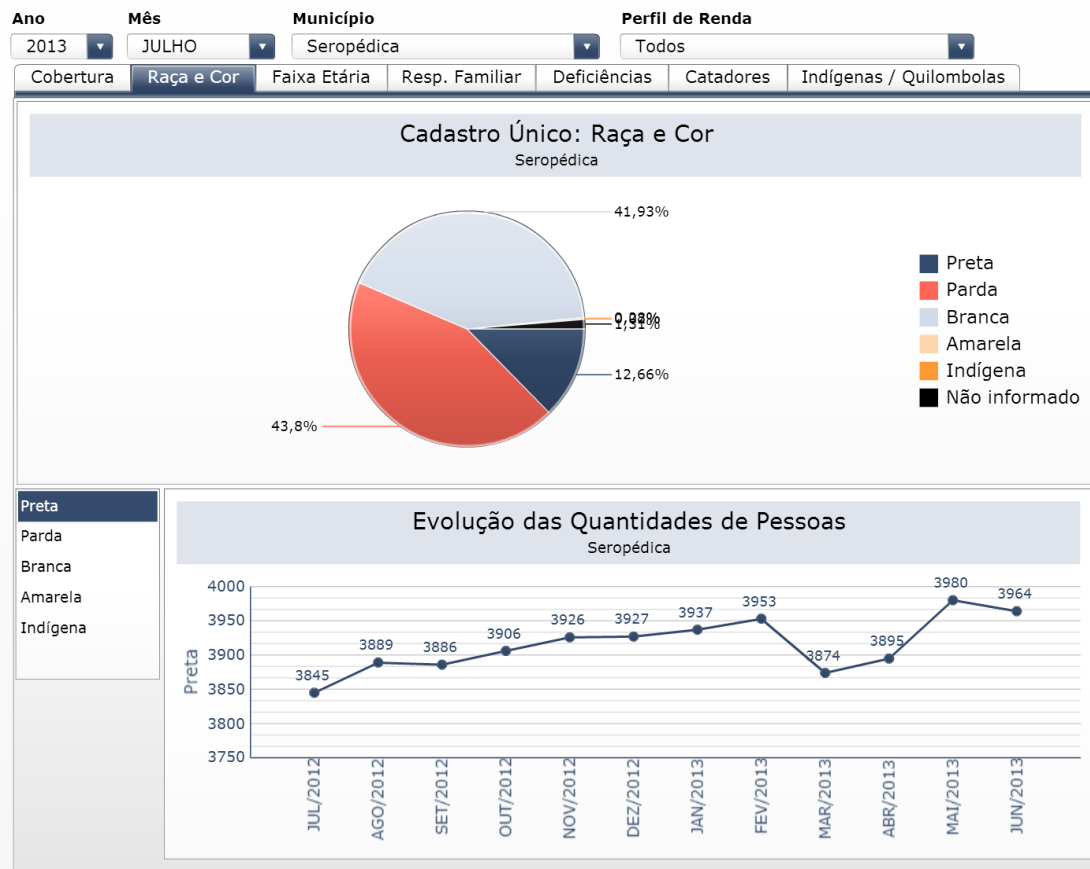 Ano Mês Município Perfil de Renda
2013 JULHO Seropédica Todos
Cobertura Raça e Cor Faixa Etária Resp. Familiar Deficiências Catadores Indígenas / Quilombolas
Cadastro Único: Raça e Cor
Seropédica
41,93%
1,31%
12,66%
43,8%
Preta
Parda
Branca
Amarela
Indígena
Não informado
Preta
Parda
Branca
Amarela
Indígena
Evolução das Quantidades de Pessoas
Seropédica
Preta
4000
3950
3900
3850
3800
3750
3845 3889 3886 3906 3926 3927 3937 3953 3874 3895 3980 3964
JUL/2012 AGO/2012 SET/2012 OUT/2012 NOV/2012 DEZ/2012 JAN/2013 FEV/2013 MAR/2013 ABR/2013 MAI/2013 JUN/2013